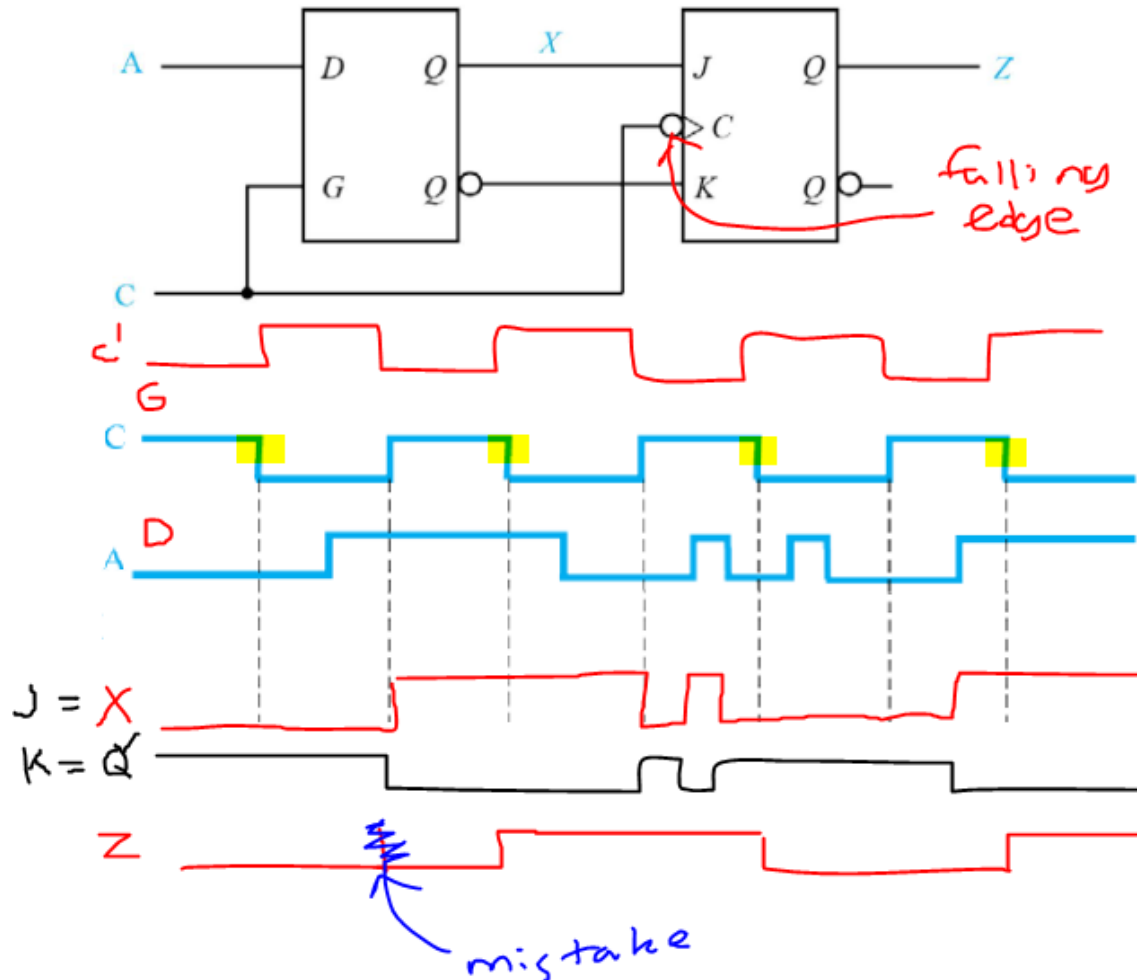 A
D
Q
X
J
Q
Z
C
G
Q
K
Q
falling
edge
C
C'
G
C
D
A
J = X
K = Q'
Z
mistake